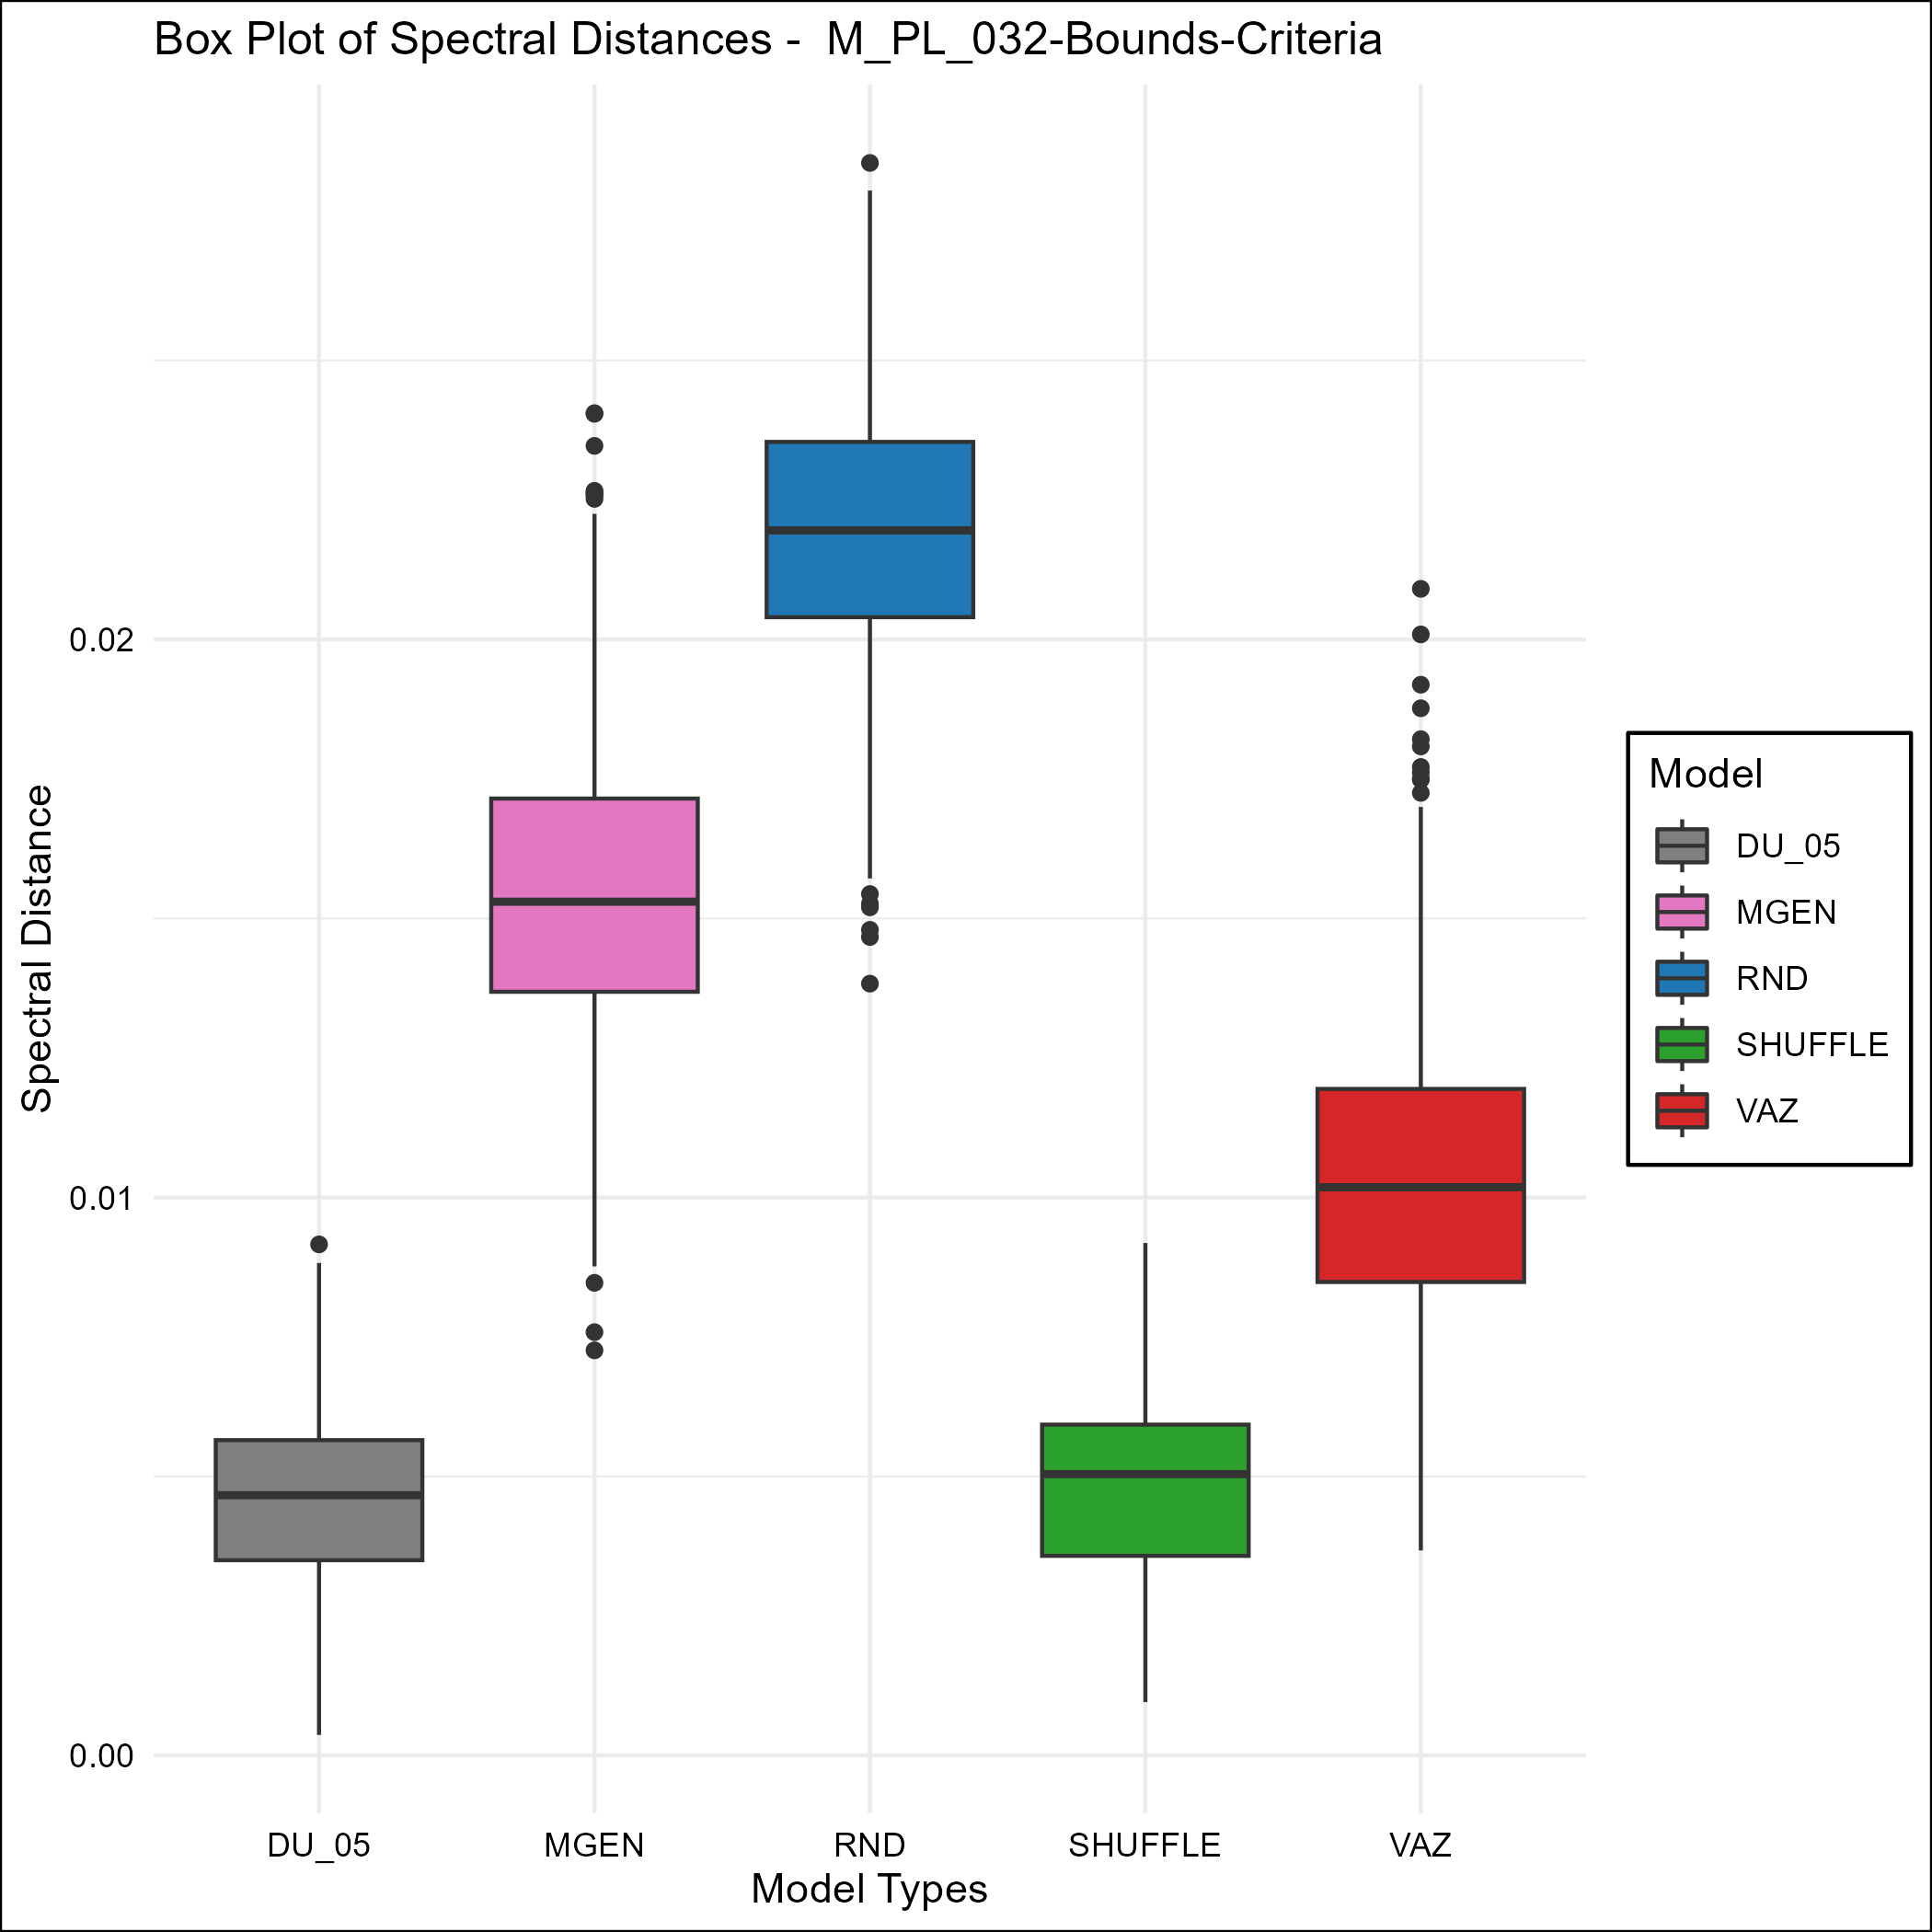 Box Plot of Spectral Distances -  M_PL_032-Bounds-Criteria
Spectral Distance
0.02
0.01
0.00
DU_05 MGEN RND SHUFFLE VAZ
Model Types
Model
DU_05
MGEN
RND
SHUFFLE
VAZ